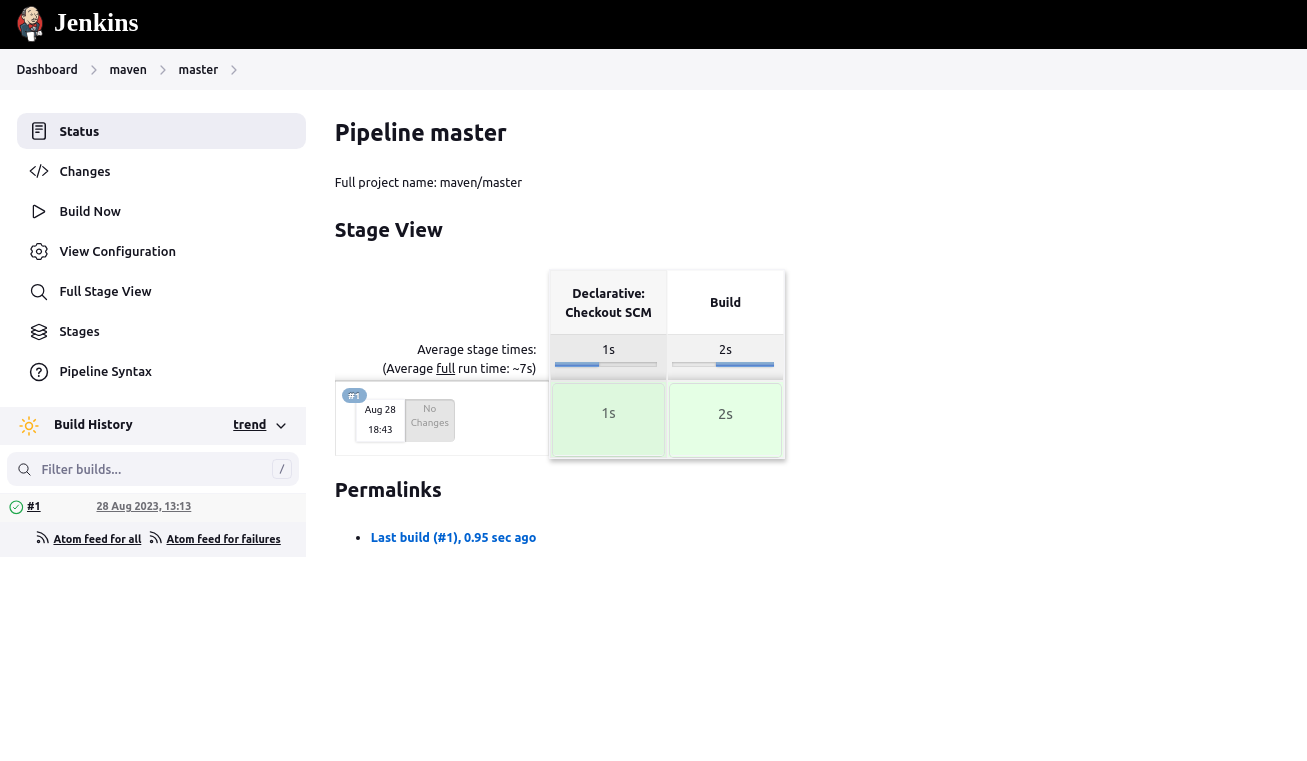 Jenkins
Dashboard
maven
master
Status
Changes
Build Now
View Configuration
Full Stage View
Stages
Pipeline Syntax
Build History
trend
Filter builds...
/
#1
28 Aug 2023, 13:13
Atom feed for all
Atom feed for failures
Pipeline master
Full project name: maven/master
Stage View
Declarative:
Checkout SCM
Build
Average stage times:
(Average full run time: ~7s)
1s
2s
#1
Aug 28
18:43
No
Changes
1s
2s
Permalinks
Last build (#1), 0.95 sec ago